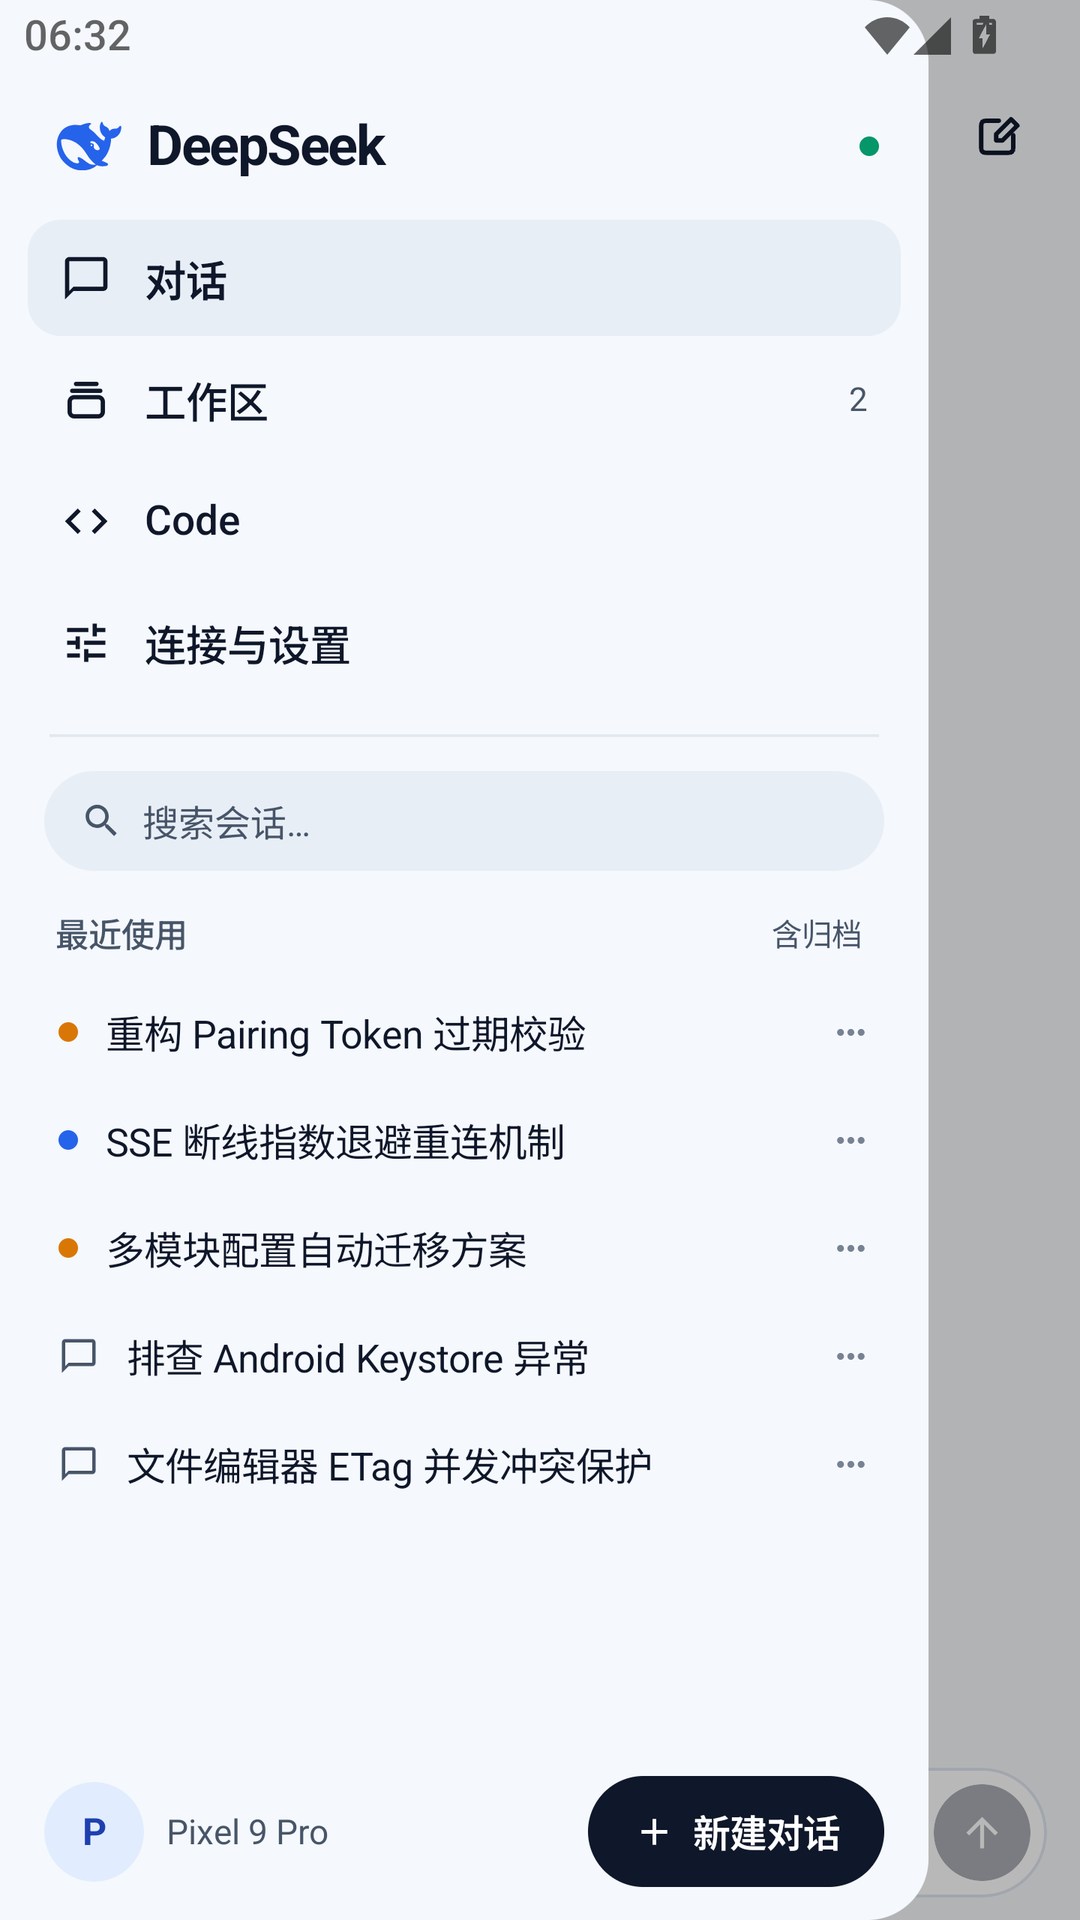 06:32
DeepSeek
对话
工作区
2
Code
连接与设置
搜索会话...
最近使用
含归档
重构 Pairing Token 过期校验
SSE 断线指数退避重连机制
多模块配置自动迁移方案
排查 Android Keystore 异常
文件编辑器 ETag 并发冲突保护
P
Pixel 9 Pro
新建对话